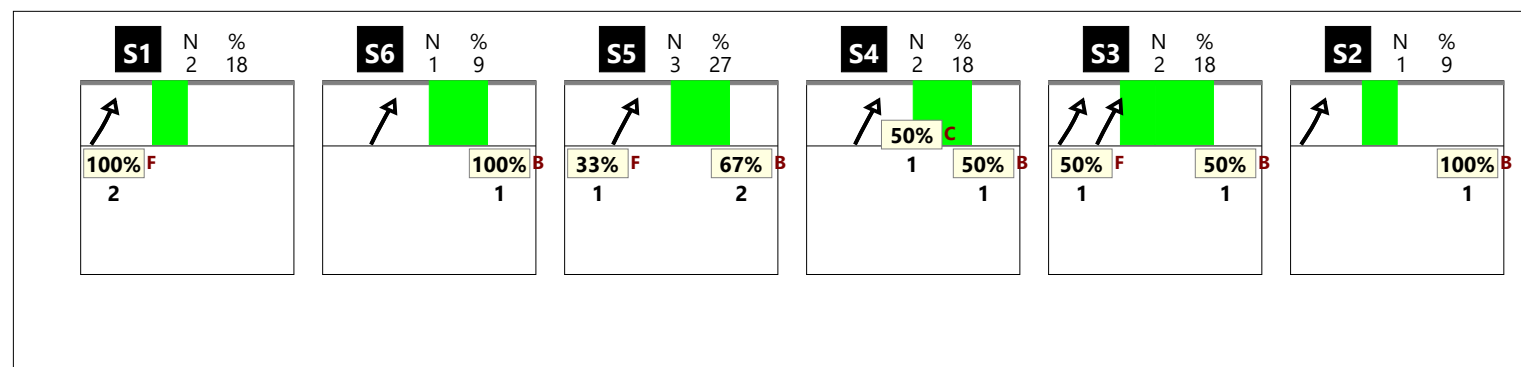 S1 N % 2 18
100% F
2
S6 N % 1 9
100% B
1
S5 N % 3 27
33% F 67% B
1 2
S4 N % 2 18
50% C
1 50% B
1
S3 N % 2 18
50% F 50% B
1 1
S2 N % 1 9
100% B
1